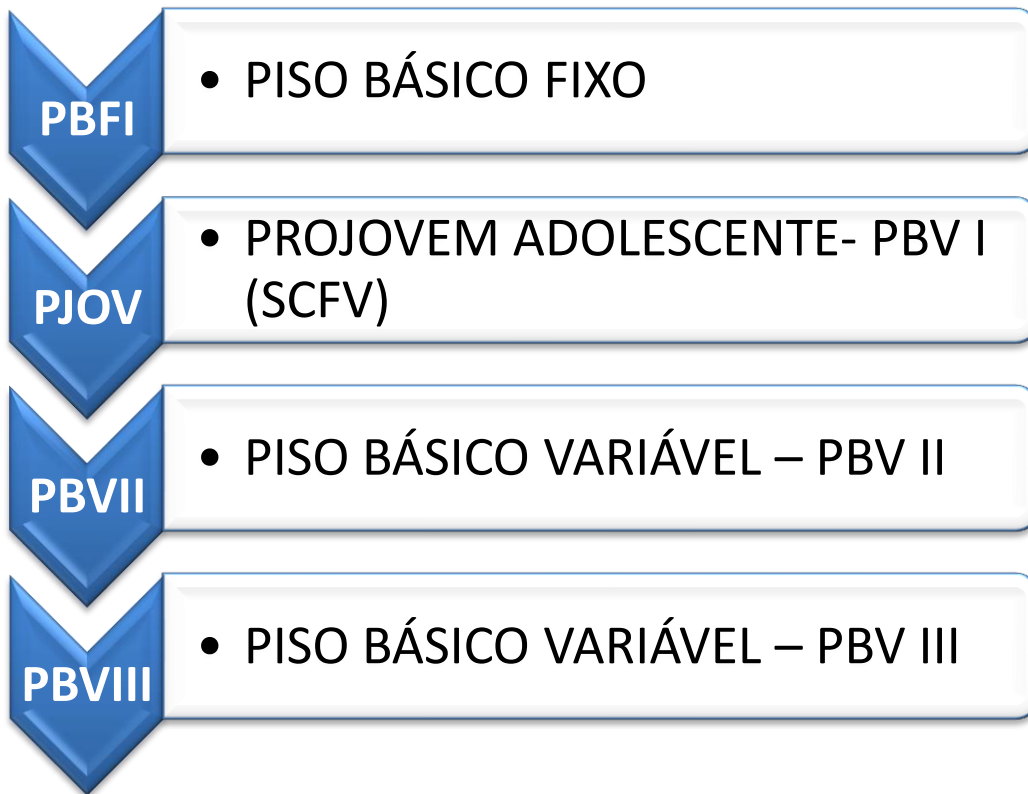 PBFI
• PISO BÁSICO FIXO
PJOV
• PROJOVEM ADOLESCENTE- PBV I
(SCFV)
PBVII
• PISO BÁSICO VARIÁVEL – PBV II
PBVIII
• PISO BÁSICO VARIÁVEL – PBV III